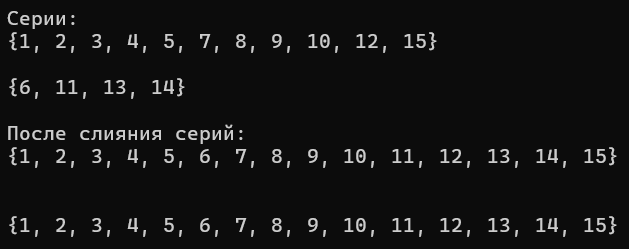 Серии:
{1, 2, 3, 4, 5, 7, 8, 9, 10, 12, 15}
{6, 11, 13, 14}
После слияния серий:
{1, 2, 3, 4, 5, 6, 7, 8, 9, 10, 11, 12, 13, 14, 15}
{1, 2, 3, 4, 5, 6, 7, 8, 9, 10, 11, 12, 13, 14, 15}